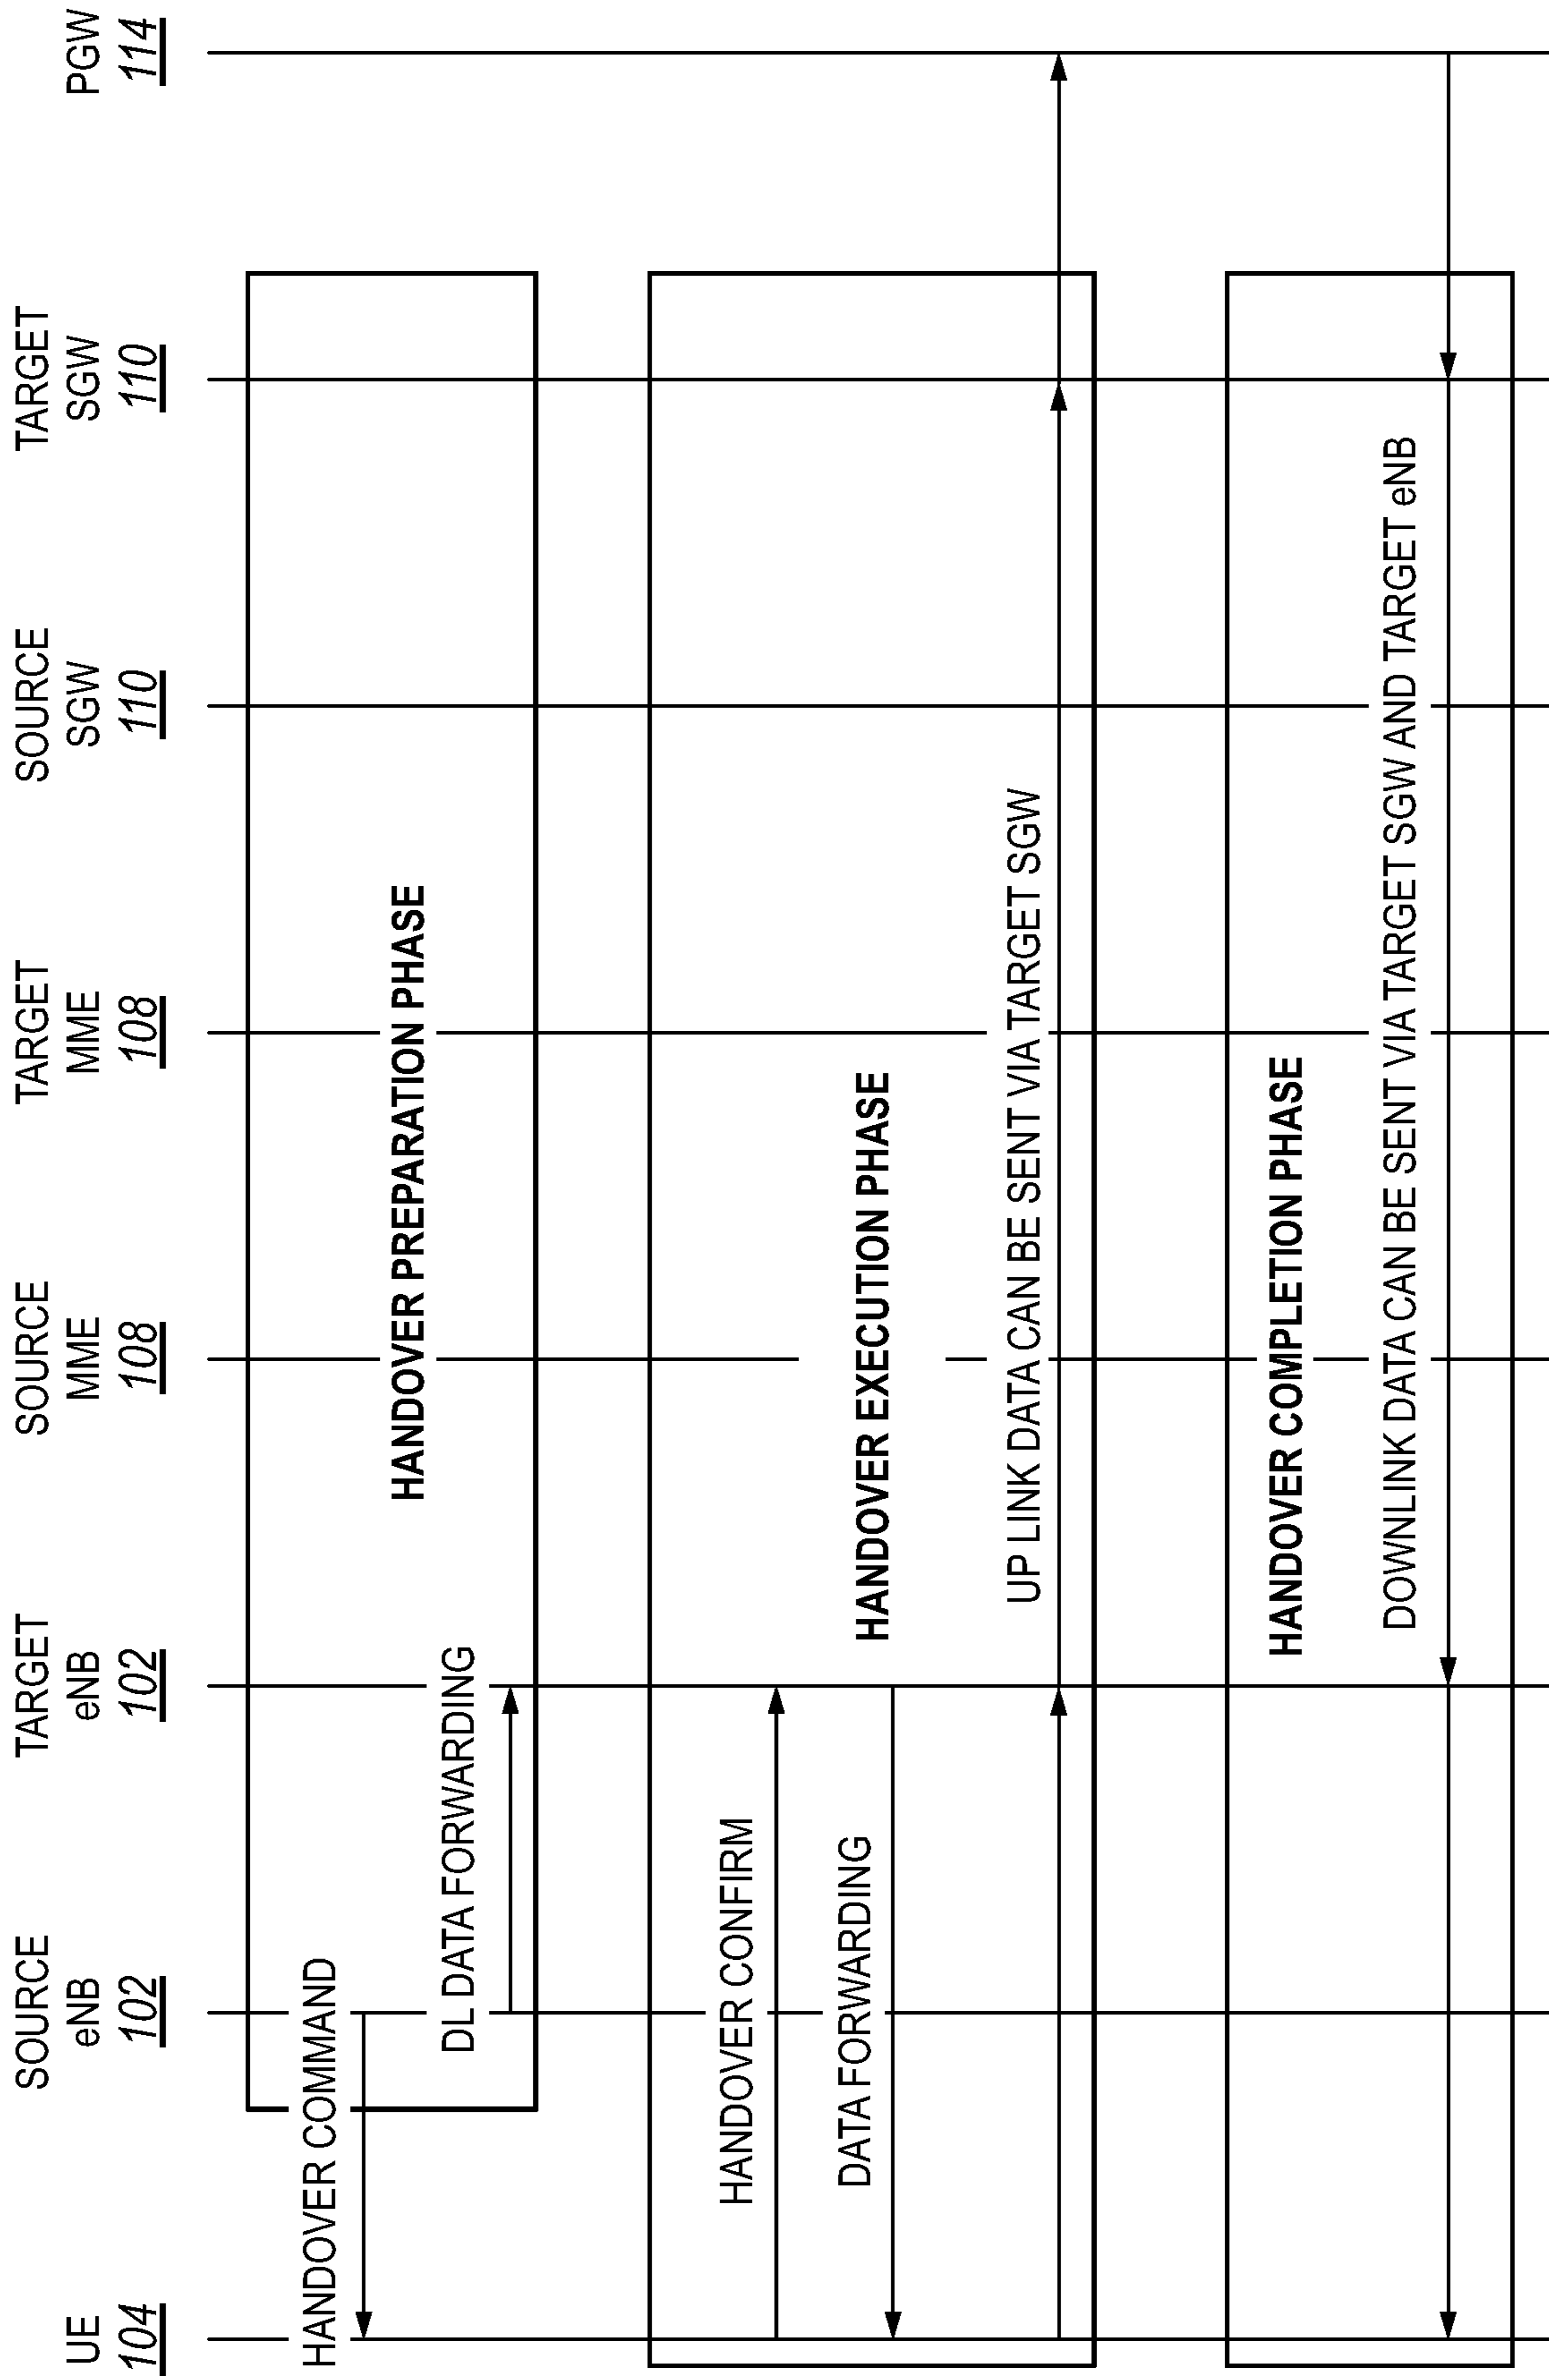 UE
104
SOURCE
eNB
102
TARGET
eNB
102
SOURCE
MME
108
TARGET
MME
108
SOURCE
SGW
110
TARGET
SGW
110
PGW
114
HANDOVER COMMAND
HANDOVER PREPARATION PHASE
DL DATA FORWARDING
HANDOVER CONFIRM
DATA FORWARDING
HANDOVER EXECUTION PHASE
UP LINK DATA CAN BE SENT VIA TARGET SGW
HANDOVER COMPLETION PHASE
DOWNLINK DATA CAN BE SENT VIA TARGET SGW AND TARGET eNB